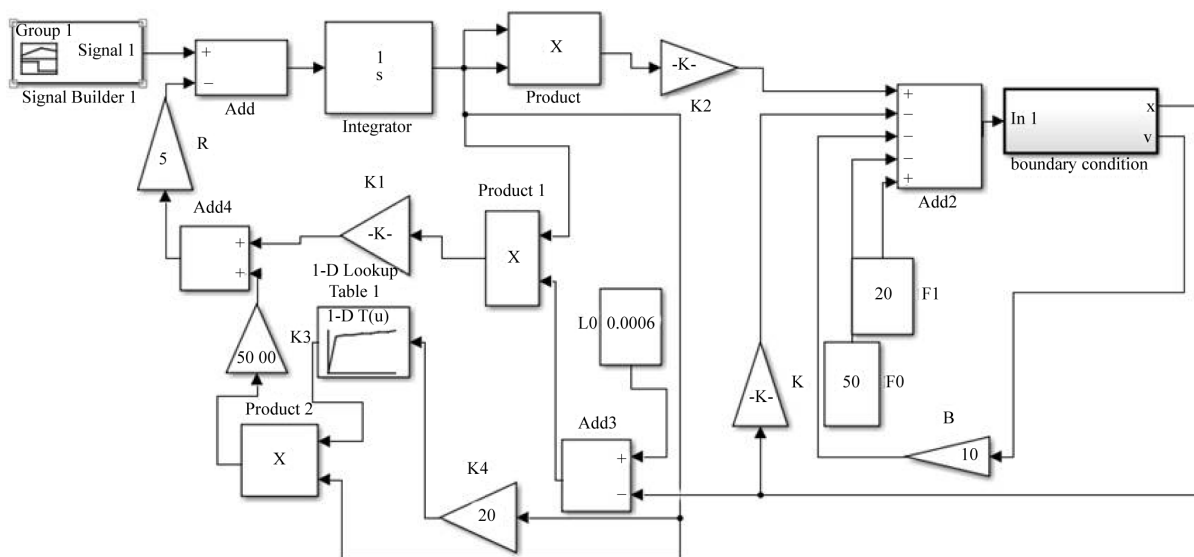 Group 1
Signal 1
Signal Builder 1
+
−
Add
1
s
Integrator
X
Product
-K-
K2
+
−
−
−
+
Add2
In 1
x
v
boundary condition
5
R
Add4
+
+
K1
-K-
Product 1
X
1-D Lookup
Table 1
1-D T(u)
K3
50 00
L0
0.0006
20
F1
50
F0
-K-
K
B
10
Product 2
X
K4
20
Add3
+
−